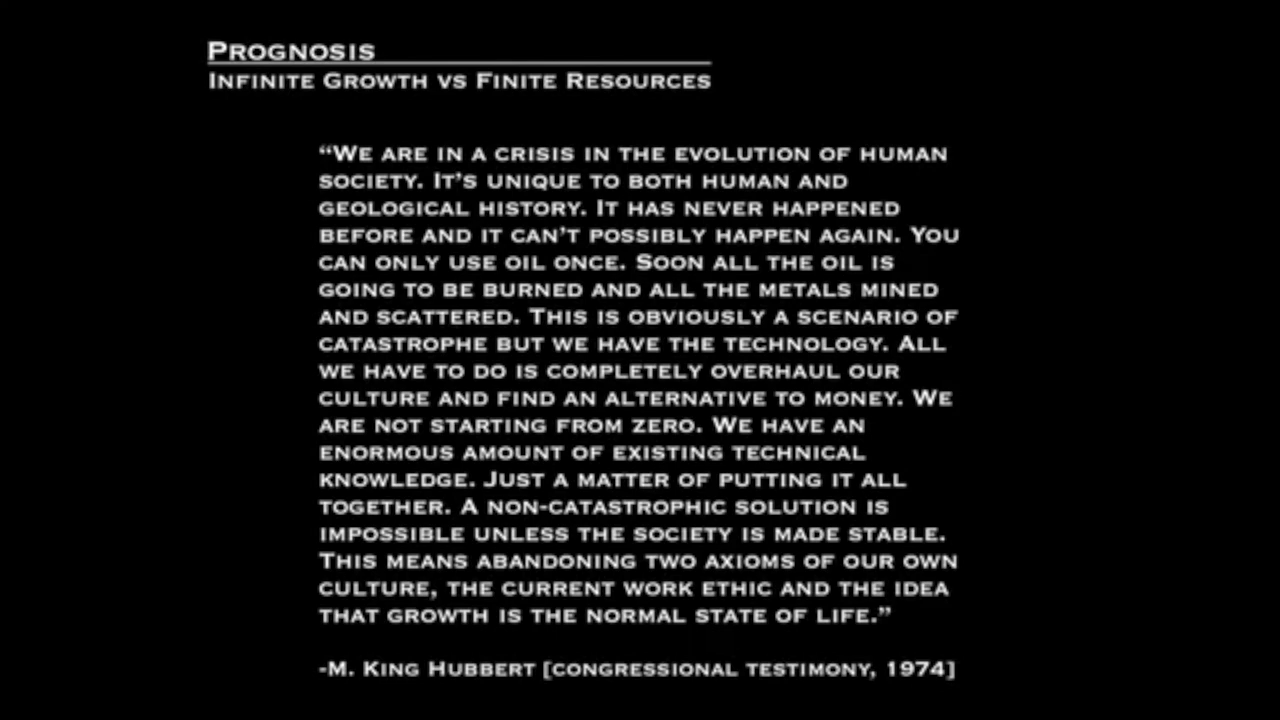 Prognosis
Infinite Growth vs Finite Resources
“We are in a crisis in the evolution of human
society. It’s unique to both human and
geological history. It has never happened
before and it can’t possibly happen again. You
can only use oil once. Soon all the oil is
going to be burned and all the metals mined
and scattered. This is obviously a scenario of
catastrophe but we have the technology. All
we have to do is completely overhaul our
culture and find an alternative to money. We
are not starting from zero. We have an
enormous amount of existing technical
knowledge. Just a matter of putting it all
together. A non-catastrophic solution is
impossible unless the society is made stable.
This means abandoning two axioms of our own
culture, the current work ethic and the idea
that growth is the normal state of life.”
-M. King Hubbert [congressional testimony, 1974]